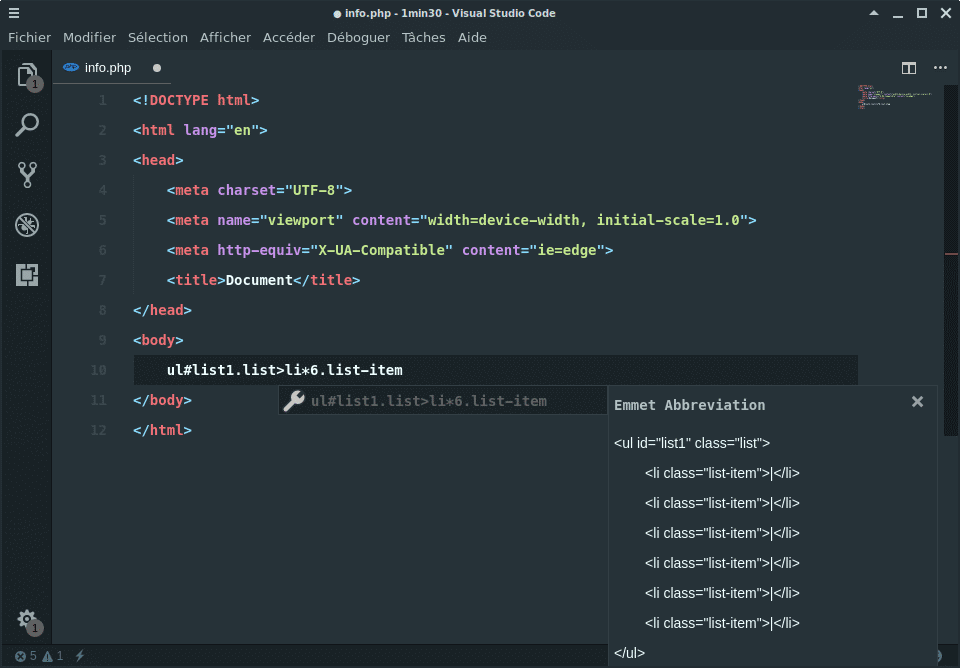 ● info.php - 1min30 - Visual Studio Code
Fichier Modifier Sélection Afficher Accéder Déboguer Tâches Aide
1
php info.php ●
1 <!DOCTYPE html>
2 <html lang="en">
3 <head>
4 <meta charset="UTF-8">
5 <meta name="viewport" content="width=device-width, initial-scale=1.0">
6 <meta http-equiv="X-UA-Compatible" content="ie=edge">
7 <title>Document</title>
8 </head>
9 <body>
10 ul#list1.list>li*6.list-item
11 </body>
12 </html>
ul#list1.list>li*6.list-item
Emmet Abbreviation
<ul id="list1" class="list">
<li class="list-item">|</li>
<li class="list-item">|</li>
<li class="list-item">|</li>
<li class="list-item">|</li>
<li class="list-item">|</li>
<li class="list-item">|</li>
</ul>
1
5 1